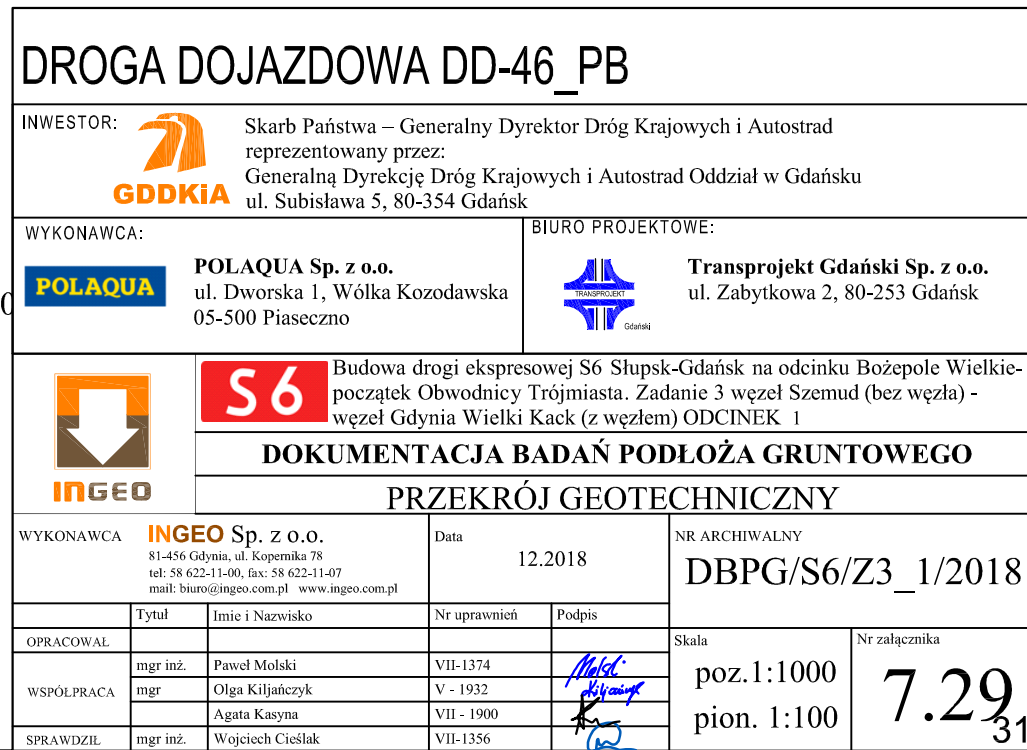 DROGA DOJAZDOWA DD-46_PB
INWESTOR:
GDDKiA
Skarb Państwa – Generalny Dyrektor Dróg Krajowych i Autostrad
reprezentowany przez:
Generalną Dyrekcję Dróg Krajowych i Autostrad Oddział w Gdańsku
ul. Subisława 5, 80-354 Gdańsk
WYKONAWCA:
POLAQUA
POLAQUA Sp. z o.o.
ul. Dworska 1, Wólka Kozodawska
05-500 Piaseczno
BIURO PROJEKTOWE:
TRANSPROJEKT
Gdański
Transprojekt Gdański Sp. z o.o.
ul. Zabytkowa 2, 80-253 Gdańsk
INGEO
S6
Budowa drogi ekspresowej S6 Słupsk-Gdańsk na odcinku Bożepole Wielkie-
początek Obwodnicy Trójmiasta. Zadanie 3 węzeł Szemud (bez węzła) -
węzeł Gdynia Wielki Kack (z węzłem) ODCINEK 1
DOKUMENTACJA BADAŃ PODŁOŻA GRUNTOWEGO
PRZEKRÓJ GEOTECHNICZNY
WYKONAWCA
INGEO Sp. z o.o.
81-456 Gdynia, ul. Kopernika 78
tel: 58 622-11-00, fax: 58 622-11-07
mail: biuro@ingeo.com.pl www.ingeo.com.pl
Data
12.2018
NR ARCHIWALNY
DBPG/S6/Z3_1/2018
Tytuł Imie i Nazwisko Nr uprawnień Podpis
OPRACOWAŁ
WSPÓŁPRACA
mgr inż. Paweł Molski VII-1374 Molski
mgr Olga Kiljańczyk V - 1932 Kiljańczyk
Agata Kasyna VII - 1900
SPRAWDZIŁ mgr inż. Wojciech Cieślak VII-1356
Skala
poz.1:1000
pion. 1:100
Nr załącznika
7.29
31